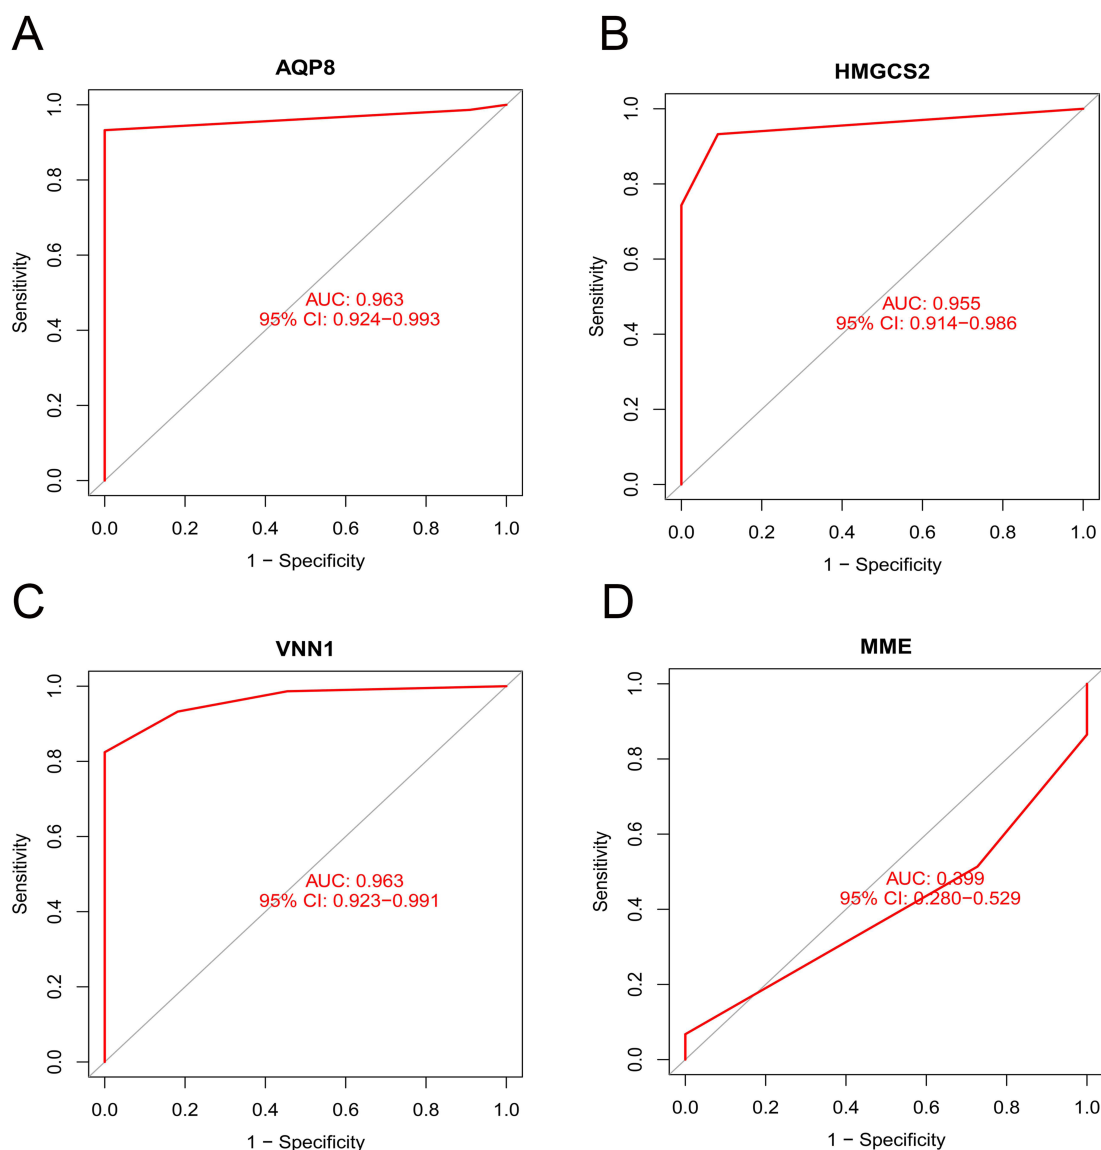 A
AQP8
1.0
0.8
0.6
0.4
0.2
0.0
Sensitivity
AUC: 0.963
95% CI: 0.924−0.993
0.0 0.2 0.4 0.6 0.8 1.0
1 − Specificity
B
HMGCS2
1.0
0.8
0.6
0.4
0.2
0.0
Sensitivity
AUC: 0.955
95% CI: 0.914−0.986
0.0 0.2 0.4 0.6 0.8 1.0
1 − Specificity
C
VNN1
1.0
0.8
0.6
0.4
0.2
0.0
Sensitivity
AUC: 0.963
95% CI: 0.923−0.991
0.0 0.2 0.4 0.6 0.8 1.0
1 − Specificity
D
MME
1.0
0.8
0.6
0.4
0.2
0.0
Sensitivity
AUC: 0.399
95% CI: 0.280−0.529
0.0 0.2 0.4 0.6 0.8 1.0
1 − Specificity